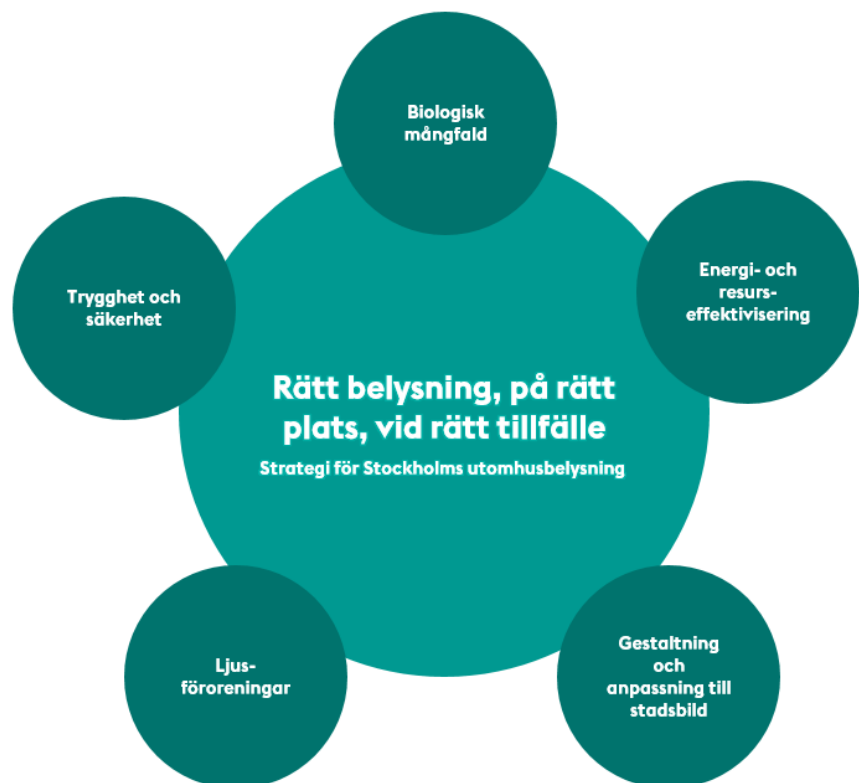 Biologisk
mångfald
Energi- och
resurs-
effektivisering
Trygghet och
säkerhet
Rätt belysning, på rätt
plats, vid rätt tillfälle
Strategi för Stockholms utomhusbelysning
Ljus-
föroreningar
Gestaltning
och
anpassning till
stadsbild